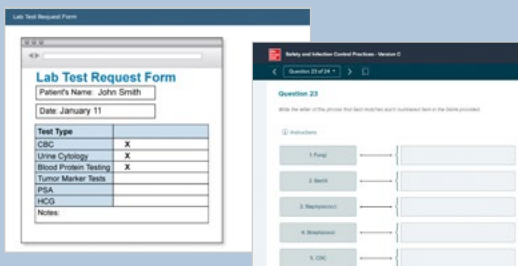 Lab Test Request Form
Lab Test Request Form
Patient's Name: John Smith
Date: January 11
Test Type
CBC X
Urine Cytology X
Blood Protein Testing X
Tumor Marker Tests
PSA
HCG
Notes:
Safety and Infection Control Practices - Version C
Question 23 of 24
Question 23
Write the letter of the phrase that best matches each numbered item in the blank provided.
Instructions
1. Fungi
2. Bacilli
3. Staphylococci
4. Streptococci
5. CDC